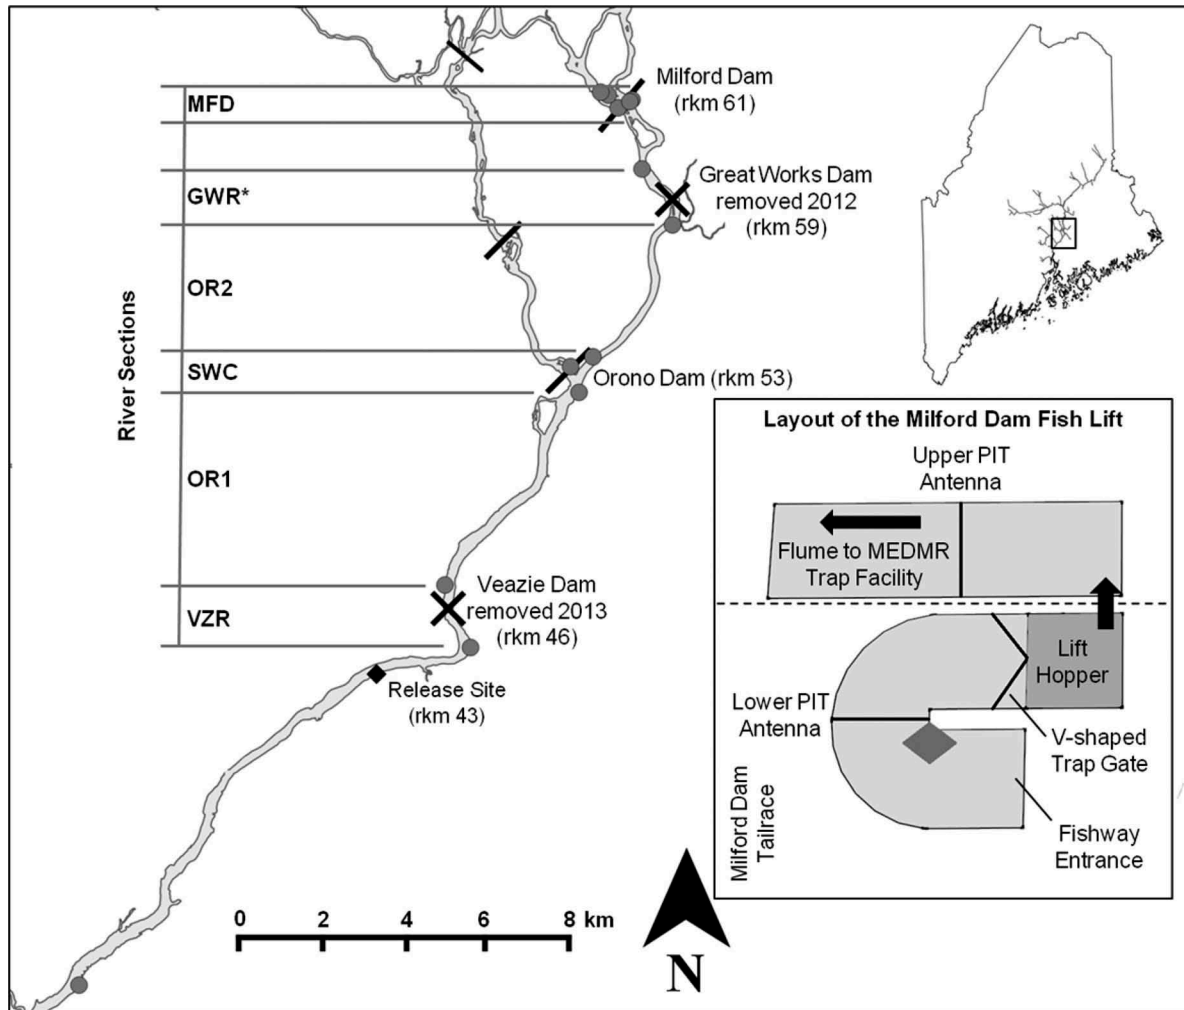 Milford Dam
(rkm 61)
MFD
Great Works Dam
removed 2012
(rkm 59)
GWR*
OR2
River Sections
SWC
Orono Dam (rkm 53)
OR1
Veazie Dam
removed 2013
(rkm 46)
VZR
Release Site
(rkm 43)
0 2 4 6 8 km
N
Layout of the Milford Dam Fish Lift
Upper PIT
Antenna
Flume to MEDMR
Trap Facility
Lift
Hopper
Lower PIT
Antenna
V-shaped
Trap Gate
Milford Dam
Tailrace
Fishway
Entrance